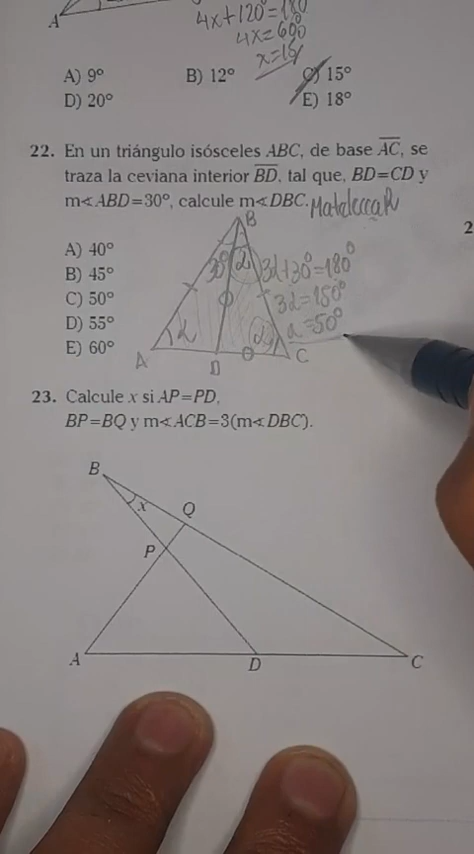 A
4x+120°=180
4x=60°
x=15
A) 9° B) 12° C) 15°
D) 20° E) 18°
22. En un triángulo isósceles ABC, de base AC, se
traza la ceviana interior BD, tal que, BD=CD y
m∢ABD=30°, calcule m∢DBC.
B
A) 40°
B) 45°
C) 50°
D) 55°
E) 60°
30° α 3α+30°=180°
3α=150°
α=50°
α α
A D C
2
23. Calcule x si AP=PD,
BP=BQ y m∢ACB=3(m∢DBC).
B
x Q
P
A D C